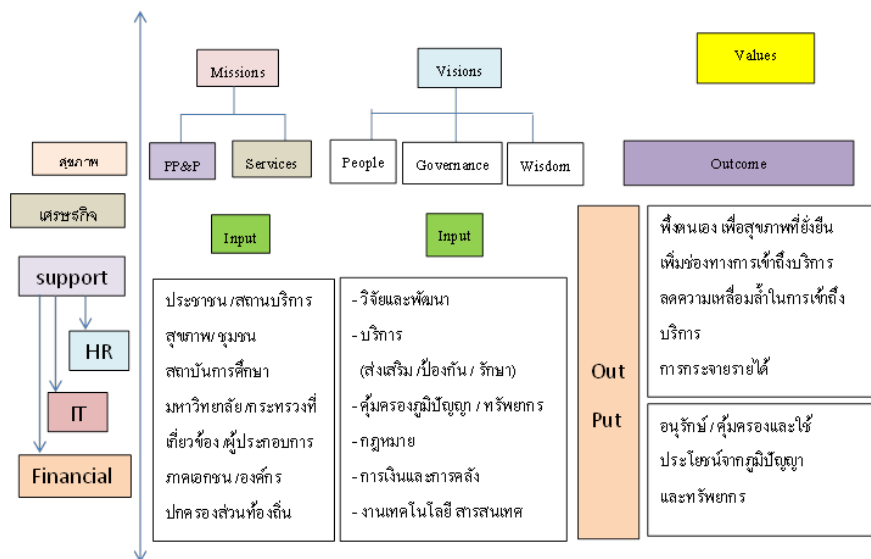 Missions
Visions
Values
สุขภาพ
PP&P
Services
People
Governance
Wisdom
Outcome
เศรษฐกิจ
Input
Input
support
HR
IT
Financial
ประชาชน /สถานบริการ
สุขภาพ/ ชุมชน
สถาบันการศึกษา
มหาวิทยาลัย/กระทรวงที่
เกี่ยวข้อง /ผู้ประกอบการ
ภาคเอกชน /องค์กร
ปกครองส่วนท้องถิ่น
- วิจัยและพัฒนา
- บริการ
(ส่งเสริม /ป้องกัน / รักษา)
- คุ้มครองภูมิปัญญา / ทรัพยากร
- กฎหมาย
- การเงินและการคลัง
- งานเทคโนโลยี สารสนเทศ
Out
Put
พึ่งตนเอง เพื่อสุขภาพที่ยั่งยืน
เพิ่มช่องทางการเข้าถึงบริการ
ลดความเหลื่อมล้ำในการเข้าถึง
บริการ
การกระจายรายได้
อนุรักษ์ / คุ้มครองและใช้
ประโยชน์จากภูมิปัญญา
และทรัพยากร